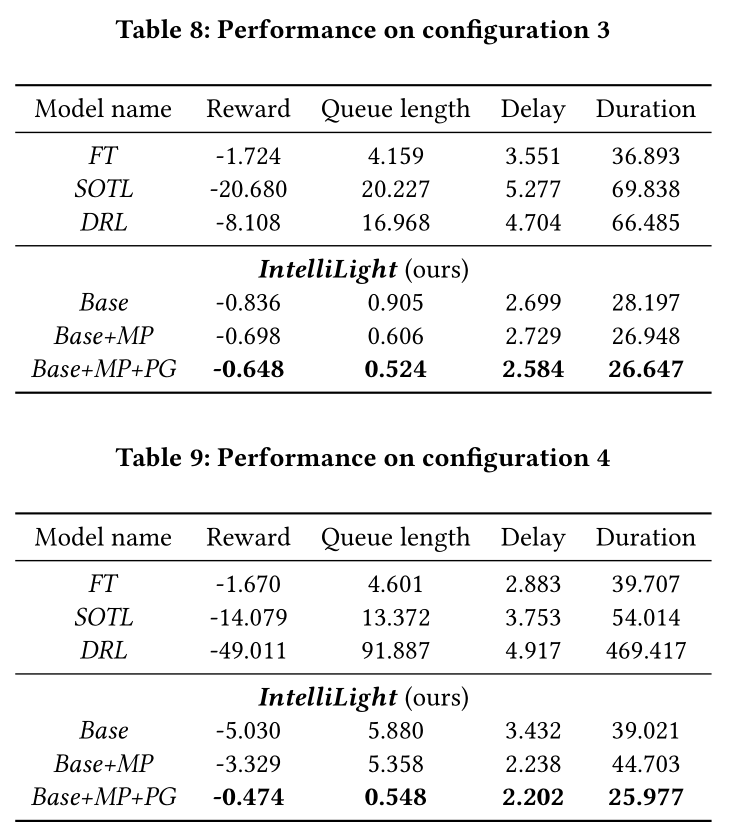 Table 8: Performance on configuration 3
Model name Reward Queue length Delay Duration
FT -1.724 4.159 3.551 36.893
SOTL -20.680 20.227 5.277 69.838
DRL -8.108 16.968 4.704 66.485
IntelliLight (ours)
Base -0.836 0.905 2.699 28.197
Base+MP -0.698 0.606 2.729 26.948
Base+MP+PG -0.648 0.524 2.584 26.647
Table 9: Performance on configuration 4
Model name Reward Queue length Delay Duration
FT -1.670 4.601 2.883 39.707
SOTL -14.079 13.372 3.753 54.014
DRL -49.011 91.887 4.917 469.417
IntelliLight (ours)
Base -5.030 5.880 3.432 39.021
Base+MP -3.329 5.358 2.238 44.703
Base+MP+PG -0.474 0.548 2.202 25.977